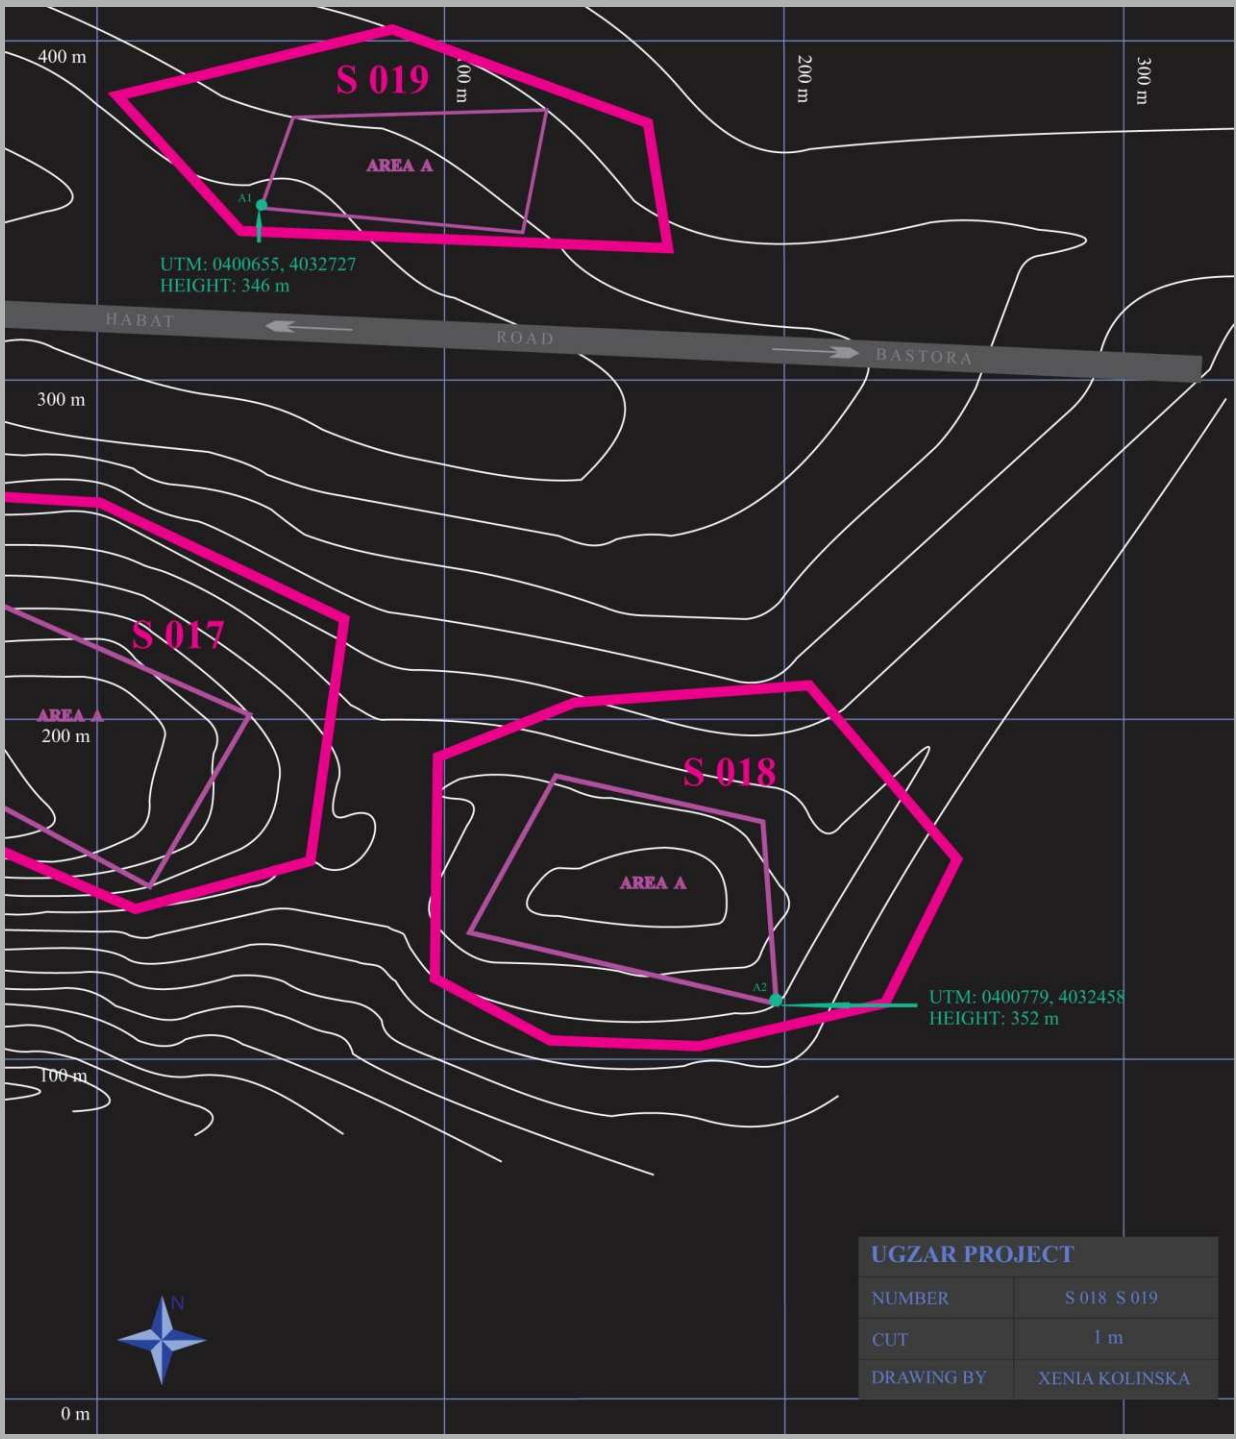 400 m
S 019
00 m
200 m
300 m
AREA A
A1
UTM: 0400655, 4032727
HEIGHT: 346 m
HABAT
ROAD
BASTORA
300 m
S 017
AREA A
200 m
S 018
AREA A
A2
UTM: 0400779, 4032458
HEIGHT: 352 m
100 m
UGZAR PROJECT
NUMBER S 018 S 019
CUT 1 m
DRAWING BY XENIA KOLINSKA
N
0 m